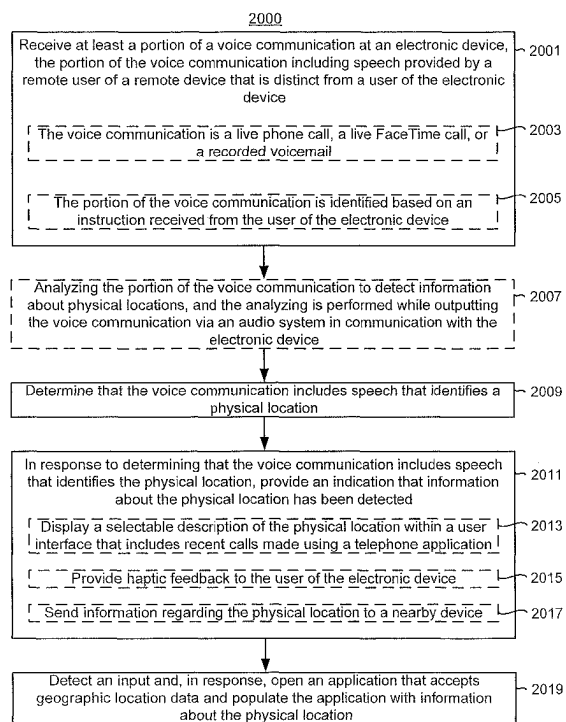 2000
Receive at least a portion of a voice communication at an electronic device,
the portion of the voice communication including speech provided by a
remote user of a remote device that is distinct from a user of the electronic
device
2001
The voice communication is a live phone call, a live FaceTime call, or
a recorded voicemail
2003
The portion of the voice communication is identified based on an
instruction received from the user of the electronic device
2005
Analyzing the portion of the voice communication to detect information
about physical locations, and the analyzing is performed while outputting
the voice communication via an audio system in communication with the
electronic device
2007
Determine that the voice communication includes speech that identifies a
physical location
2009
In response to determining that the voice communication includes speech
that identifies the physical location, provide an indication that information
about the physical location has been detected
2011
Display a selectable description of the physical location within a user
interface that includes recent calls made using a telephone application
2013
Provide haptic feedback to the user of the electronic device
2015
Send information regarding the physical location to a nearby device
2017
Detect an input and, in response, open an application that accepts
geographic location data and populate the application with information
about the physical location
2019